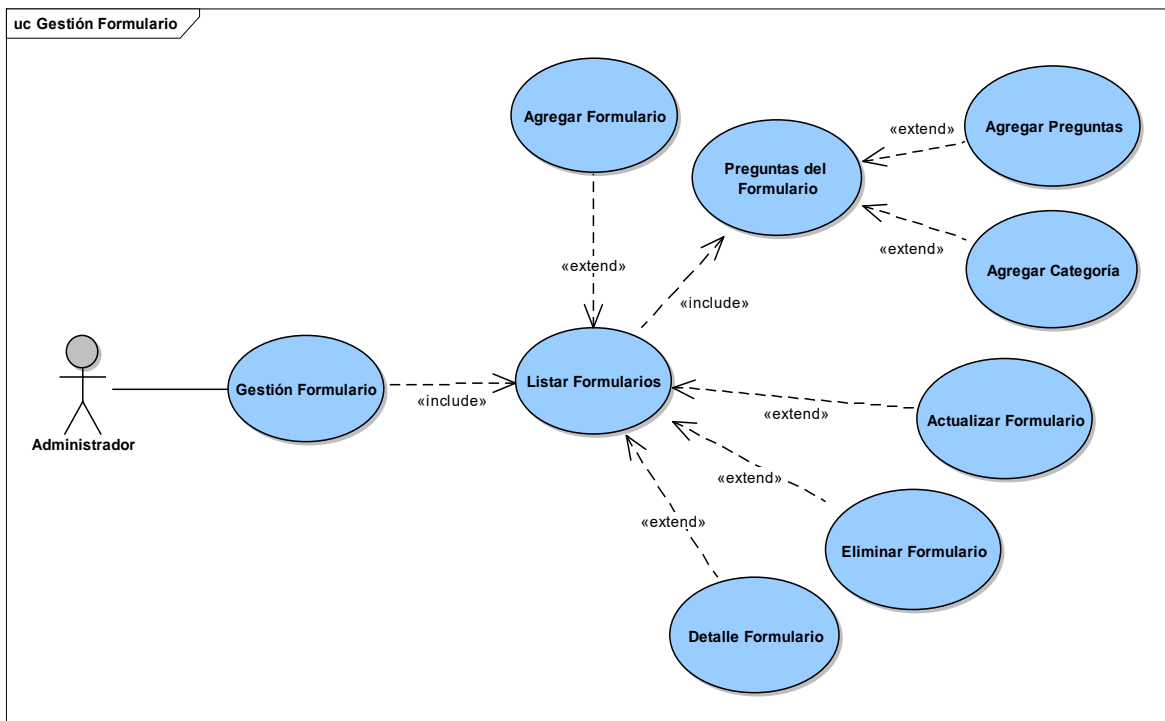 uc Gestión Formulario
Agregar Formulario
Preguntas del
Formulario
«extend»
Agregar Preguntas
«extend»
Agregar Categoría
«extend»
«include»
Administrador
Gestión Formulario
«include»
Listar Formularios
«extend»
Actualizar Formulario
«extend»
Eliminar Formulario
«extend»
Detalle Formulario